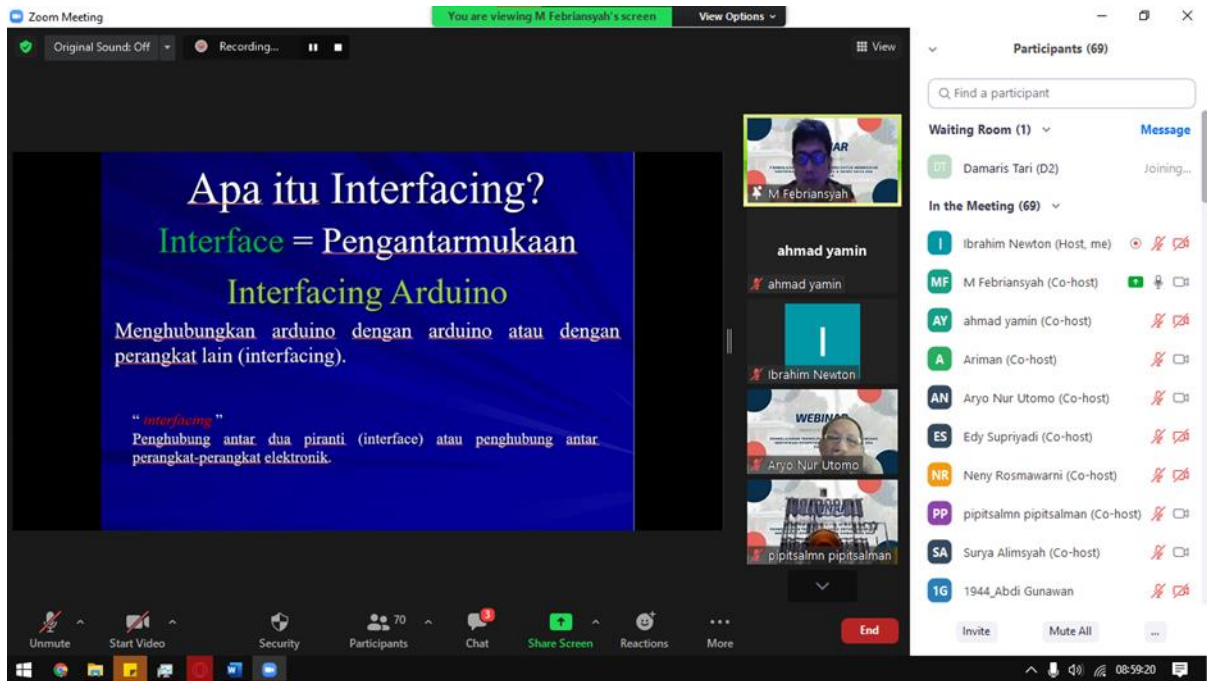 Zoom Meeting
You are viewing M Febriansyah's screen
View Options
Original Sound: Off
Recording...
View
Apa itu Interfacing?
Interface = Pengantarmukaan
Interfacing Arduino
Menghubungkan arduino dengan arduino atau dengan
perangkat lain (interfacing).
“ interfacing ”
Penghubung antar dua piranti (interface) atau penghubung antar
perangkat-perangkat elektronik.
M Febriansyah
ahmad yamin
ahmad yamin
I
Ibrahim Newton
WEBINAR
Aryo Nur Utomo
pipitsalmn pipitsalman
Participants (69)
Find a participant
Waiting Room (1)
Message
DT
Damaris Tari (D2)
Joining...
In the Meeting (69)
I
Ibrahim Newton (Host, me)
MF
M Febriansyah (Co-host)
AY
ahmad yamin (Co-host)
A
Ariman (Co-host)
AN
Aryo Nur Utomo (Co-host)
ES
Edy Supriyadi (Co-host)
NR
Neny Rosmawarni (Co-host)
PP
pipitsalmn pipitsalman (Co-host)
SA
Surya Alimsyah (Co-host)
1G
1944_Abdi Gunawan
Invite
Mute All
...
Unmute
Start Video
Security
70
Participants
3
Chat
Share Screen
Reactions
More
End
08:59:20